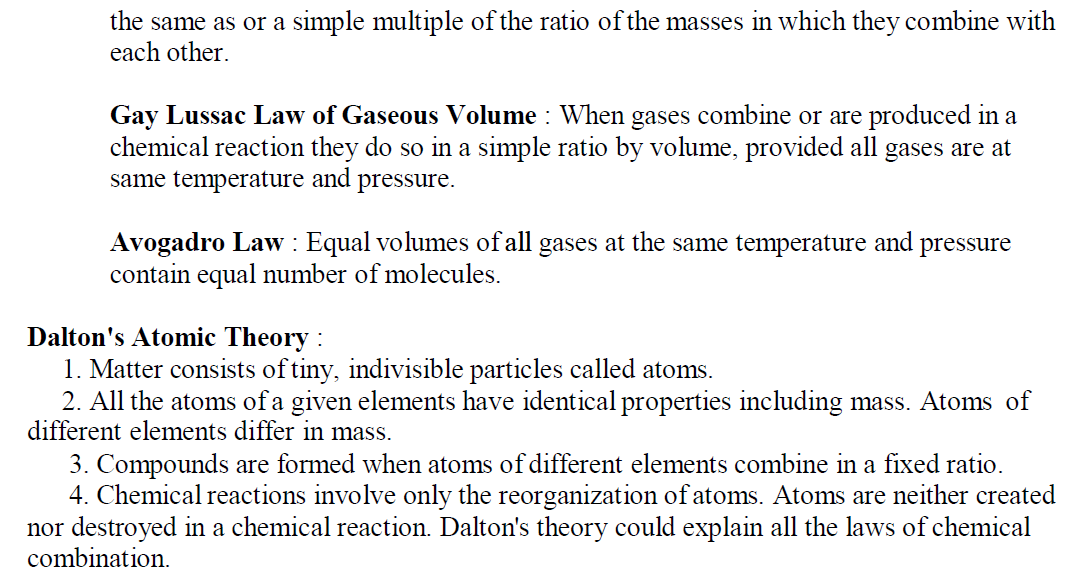 the same as or a simple multiple of the ratio of the masses in which they combine with
each other.
Gay Lussac Law of Gaseous Volume : When gases combine or are produced in a
chemical reaction they do so in a simple ratio by volume, provided all gases are at
same temperature and pressure.
Avogadro Law : Equal volumes of all gases at the same temperature and pressure
contain equal number of molecules.
Dalton's Atomic Theory :
1. Matter consists of tiny, indivisible particles called atoms.
2. All the atoms of a given elements have identical properties including mass. Atoms of
different elements differ in mass.
3. Compounds are formed when atoms of different elements combine in a fixed ratio.
4. Chemical reactions involve only the reorganization of atoms. Atoms are neither created
nor destroyed in a chemical reaction. Dalton's theory could explain all the laws of chemical
combination.